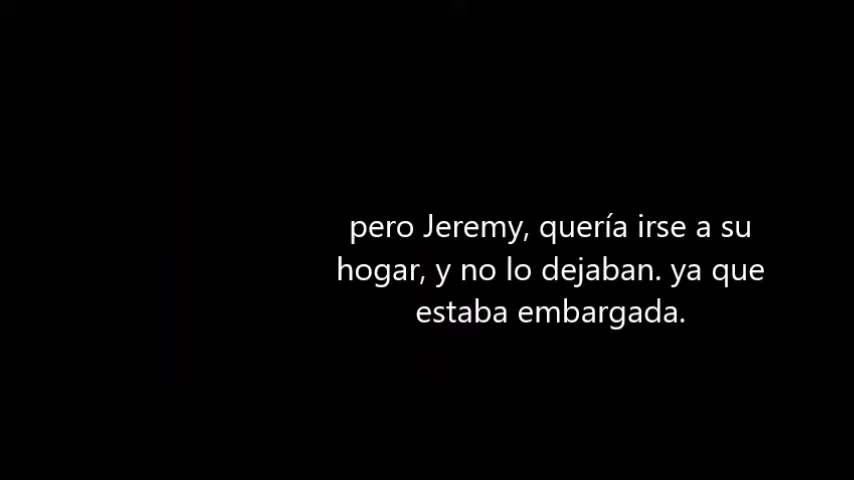 pero Jeremy, quería irse a su
hogar, y no lo dejaban. ya que
estaba embargada.